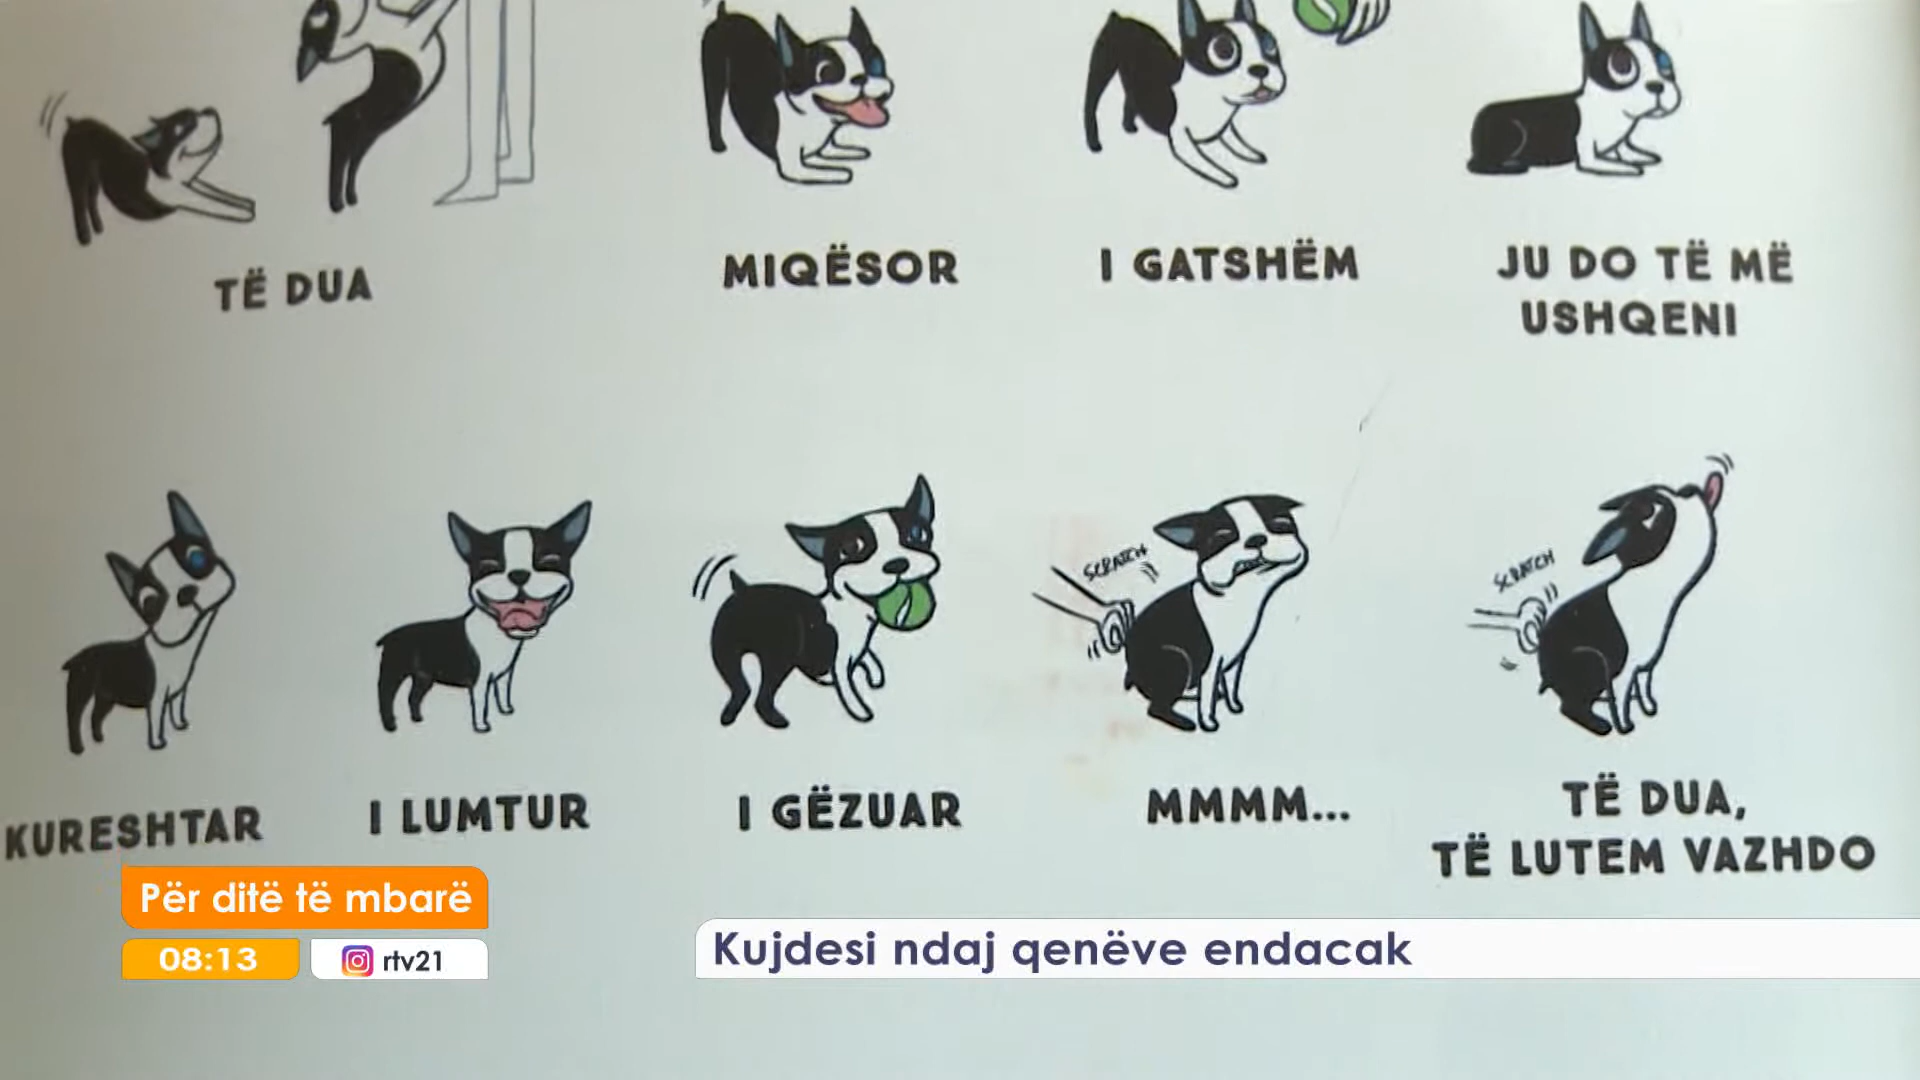 TË DUA
MIQËSOR
I GATSHËM
JU DO TË MË
USHQENI
SCRATCH
SCRATCH
KURESHTAR
I LUMTUR
I GËZUAR
MMMM...
TË DUA,
TË LUTEM VAZHDO
Për ditë të mbarë
08:13
rtv21
Kujdesi ndaj qenëve endacak